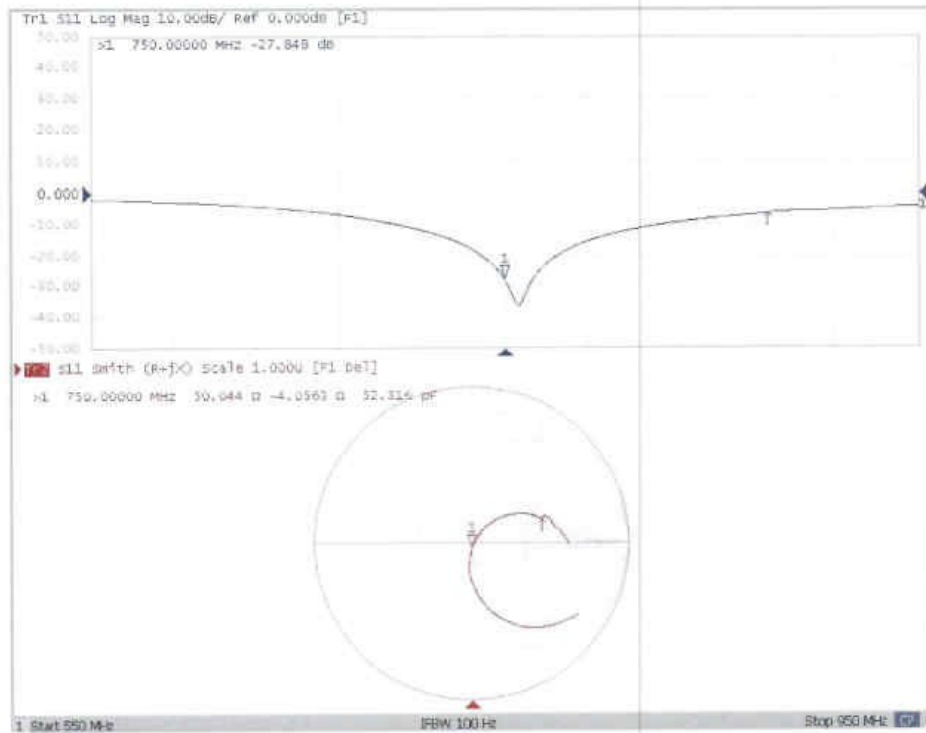 Tr1 S11 Log Mag 10.00dB/ Ref 0.000dB [F1]
50.00
>1 750.00000 MHz -27.848 dB
40.00
30.00
20.00
10.00
0.000
-10.00
-20.00
-30.00
-40.00
-50.00
1
1
Tr2 S11 Smith (R+jX) Scale 1.000U [F1 Del]
>1 750.00000 MHz 50.044 Ω -4.0563 Ω 52.316 pF
1 Start 550 MHz IFBW 100 Hz Stop 950 MHz